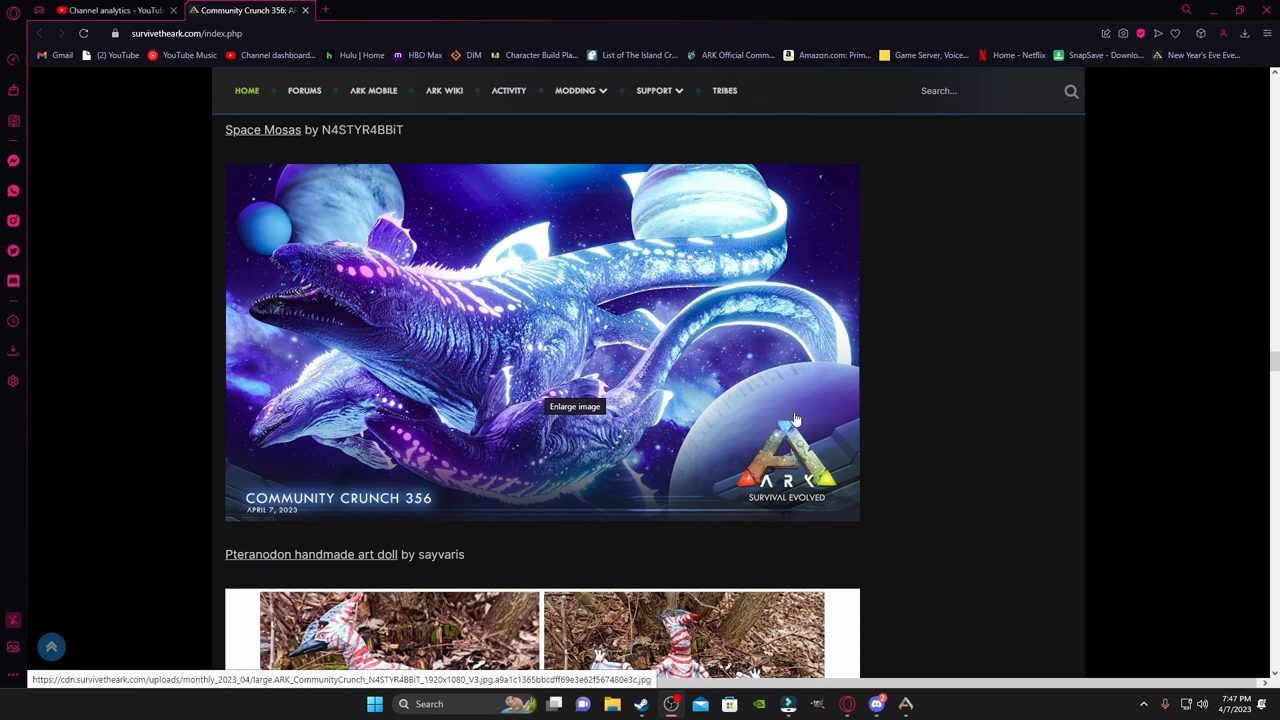 Channel analytics - YouTube
Community Crunch 356: AR
survivetheark.com/index.php
Gmail
(2) YouTube
YouTube Music
Channel dashboard...
Hulu | Home
HBO Max
DIM
Character Build Pla...
List of The Island Cr...
ARK Official Comm...
Amazon.com: Prim...
Game Server, Voice...
Home - Netflix
SnapSave - Downlo...
New Year's Eve Eve...
HOME
FORUMS
ARK MOBILE
ARK WIKI
ACTIVITY
MODDING
SUPPORT
TRIBES
Search...
Space Mosas by N4STYR4BBiT
Enlarge image
ARK
SURVIVAL EVOLVED
COMMUNITY CRUNCH 356
APRIL 7, 2023
Pteranodon handmade art doll by sayvaris
https://cdn.survivetheark.com/uploads/monthly_2023_04/large.ARK_CommunityCrunch_N4STYR4BBiT_1920x1080_V3.jpg.a9a1c1365bbcdff69e3e62f567480e3c.jpg
Search
2
7:47 PM
4/7/2023